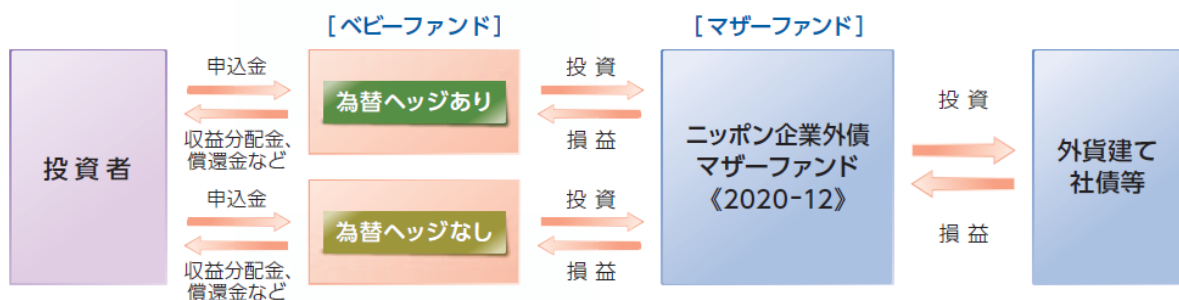 [ベビーファンド]
[マザーファンド]
投資者
申込金
収益分配金、
償還金など
為替ヘッジあり
投資
損益
申込金
収益分配金、
償還金など
為替ヘッジなし
投資
損益
ニッポン企業外債
マザーファンド
《2020-12》
投資
損益
外貨建て
社債等